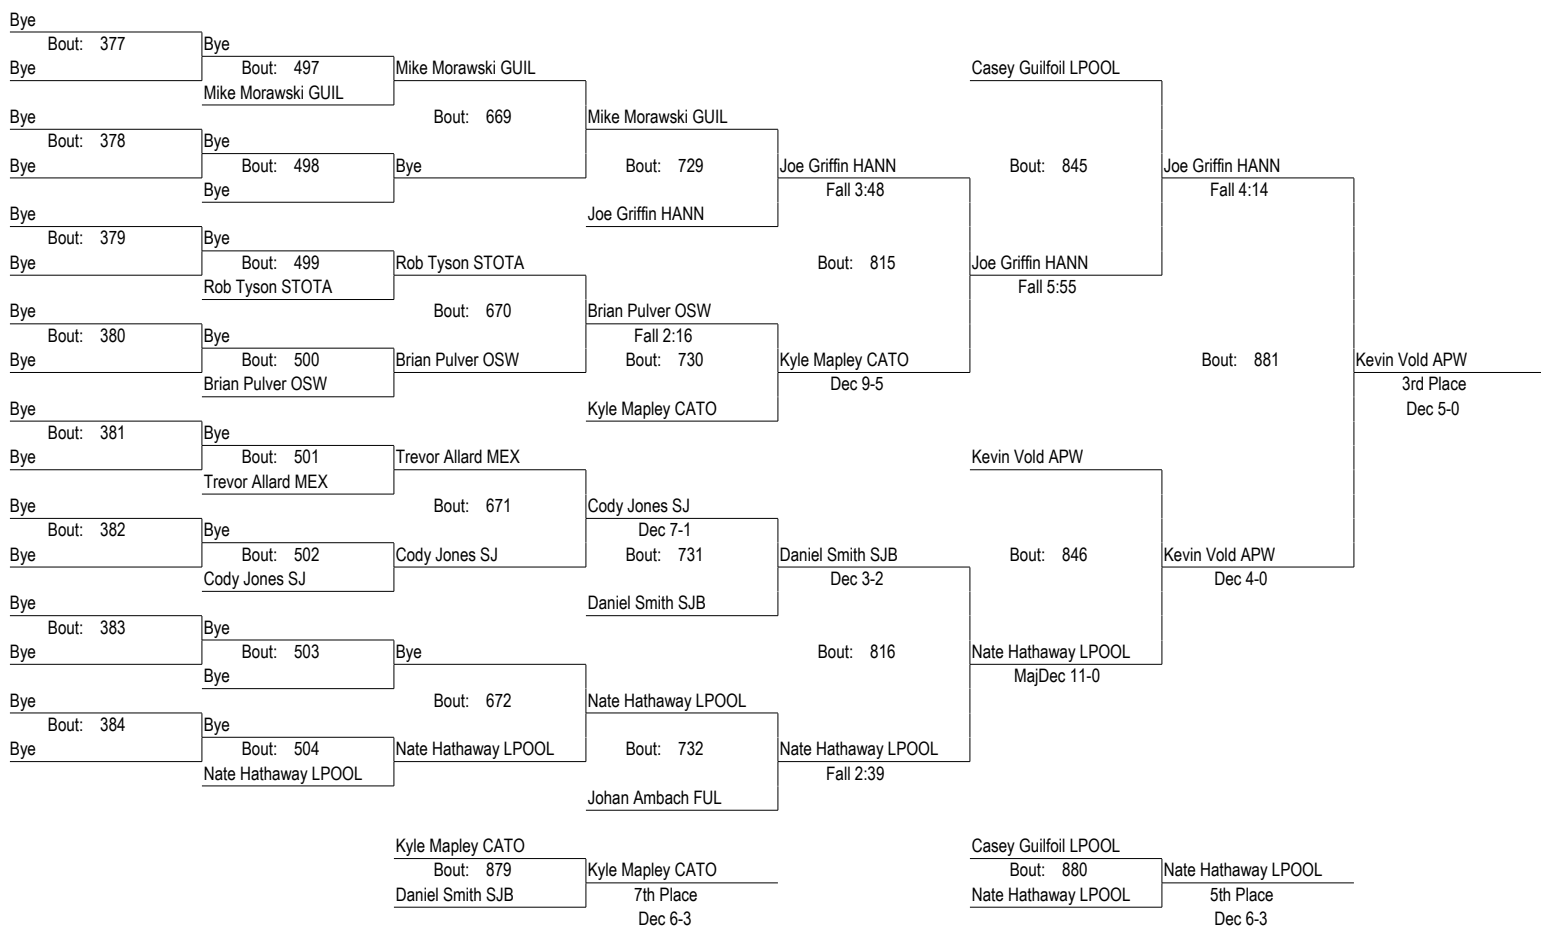 Bye
Bout: 377
Bye
Bye
Bout: 497
Mike Morawski GUIL
Mike Morawski GUIL
Bout: 669
Bye
Bout: 378
Bye
Bye
Bout: 498
Bye
Bye
Mike Morawski GUIL
Bout: 729
Joe Griffin HANN
Bye
Bout: 379
Bye
Bye
Bout: 499
Rob Tyson STOTA
Rob Tyson STOTA
Bout: 670
Bye
Bout: 380
Bye
Bye
Bout: 500
Brian Pulver OSW
Brian Pulver OSW
Brian Pulver OSW
Fall 2:16
Bout: 730
Kyle Mapley CATO
Joe Griffin HANN
Fall 3:48
Bout: 815
Kyle Mapley CATO
Dec 9-5
Bye
Bout: 381
Bye
Bye
Bout: 501
Trevor Allard MEX
Trevor Allard MEX
Bout: 671
Bye
Bout: 382
Bye
Bye
Bout: 502
Cody Jones SJ
Cody Jones SJ
Cody Jones SJ
Dec 7-1
Bout: 731
Daniel Smith SJB
Bye
Bout: 383
Bye
Bye
Bout: 503
Bye
Bye
Bout: 672
Bye
Bout: 384
Bye
Bye
Bout: 504
Nate Hathaway LPOOL
Nate Hathaway LPOOL
Nate Hathaway LPOOL
Bout: 732
Johan Ambach FUL
Daniel Smith SJB
Dec 3-2
Bout: 816
Nate Hathaway LPOOL
Fall 2:39
Casey Guilfoil LPOOL
Bout: 845
Joe Griffin HANN
Fall 5:55
Joe Griffin HANN
Fall 4:14
Kevin Vold APW
Bout: 846
Nate Hathaway LPOOL
MajDec 11-0
Kevin Vold APW
Dec 4-0
Bout: 881
Kevin Vold APW
3rd Place
Dec 5-0
Kyle Mapley CATO
Bout: 879
Daniel Smith SJB
Kyle Mapley CATO
7th Place
Dec 6-3
Casey Guilfoil LPOOL
Bout: 880
Nate Hathaway LPOOL
Nate Hathaway LPOOL
5th Place
Dec 6-3